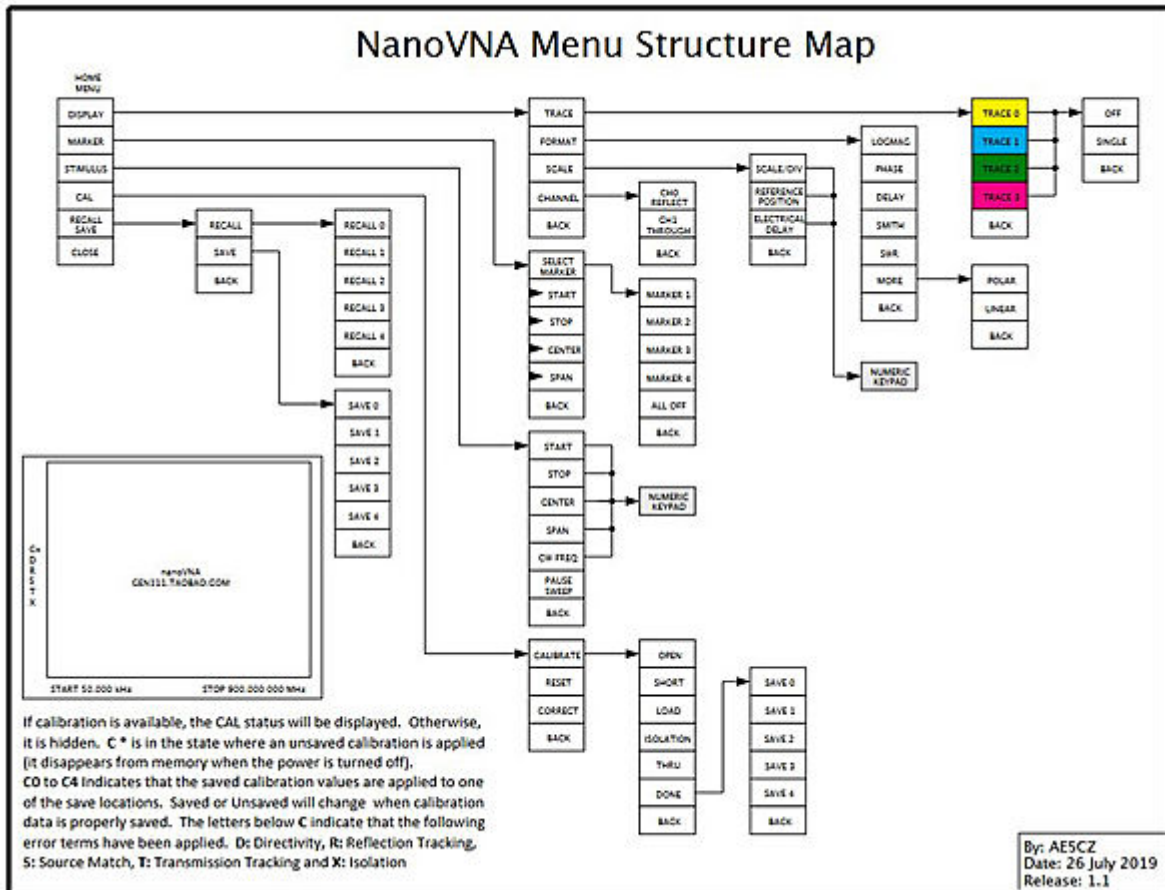 NanoVNA Menu Structure Map
HOME
MENU
DISPLAY
MARKER
STIMULUS
CAL
RECALL
SAVE
CLOSE
RECALL
SAVE
BACK
RECALL 0
RECALL 1
RECALL 2
RECALL 3
RECALL 4
BACK
SAVE 0
SAVE 1
SAVE 2
SAVE 3
SAVE 4
BACK
TRACE
FORMAT
SCALE
CHANNEL
BACK
CH0
REFLECT
CH1
THROUGH
BACK
SCALE/DIV
REFERENCE
POSITION
ELECTRICAL
DELAY
BACK
LOGMAG
PHASE
DELAY
SMITH
SWR
MORE
BACK
TRACE 0
TRACE 1
TRACE 2
TRACE 3
BACK
OFF
SINGLE
BACK
POLAR
LINEAR
BACK
NUMERIC
KEYPAD
SELECT
MARKER
START
STOP
CENTER
SPAN
BACK
MARKER 1
MARKER 2
MARKER 3
MARKER 4
ALL OFF
BACK
START
STOP
CENTER
SPAN
CW FREQ
PAUSE
SWEEP
BACK
NUMERIC
KEYPAD
CALIBRATE
RESET
CORRECT
BACK
OPEN
SHORT
LOAD
ISOLATION
THRU
DONE
BACK
SAVE 0
SAVE 1
SAVE 2
SAVE 3
SAVE 4
BACK
D
R
S
T
X
nanoVNA
GEN111.TAOBAO.COM
START 50.000 kHz STOP 900.000 000 MHz
If calibration is available, the CAL status will be displayed. Otherwise,
it is hidden. C * is in the state where an unsaved calibration is applied
(it disappears from memory when the power is turned off).
C0 to C4 Indicates that the saved calibration values are applied to one
of the save locations. Saved or Unsaved will change when calibration
data is properly saved. The letters below C indicate that the following
error terms have been applied. D: Directivity, R: Reflection Tracking,
S: Source Match, T: Transmission Tracking and X: Isolation
By: AE5CZ
Date: 26 July 2019
Release: 1.1